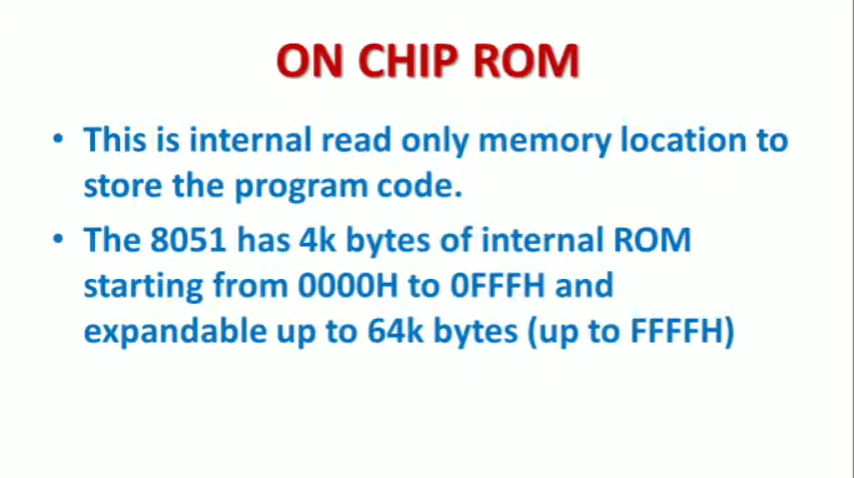 ON CHIP ROM
• This is internal read only memory location to
store the program code.
• The 8051 has 4k bytes of internal ROM
starting from 0000H to 0FFFH and
expandable up to 64k bytes (up to FFFFH)